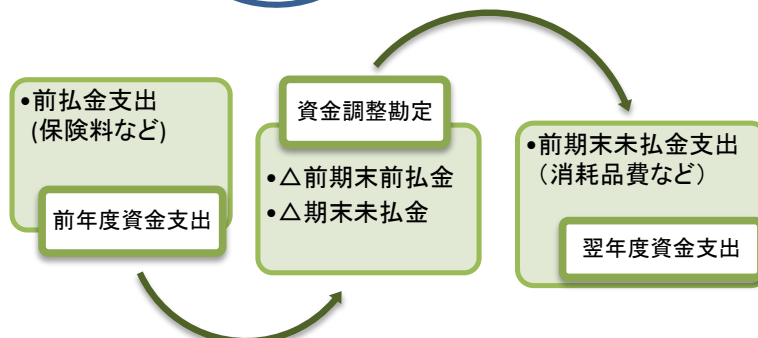 •前払金支出
(保険料など)
前年度資金支出
資金調整勘定
•△前期末前払金
•△期末未払金
•前期末未払金支出
（消耗品費など）
翌年度資金支出